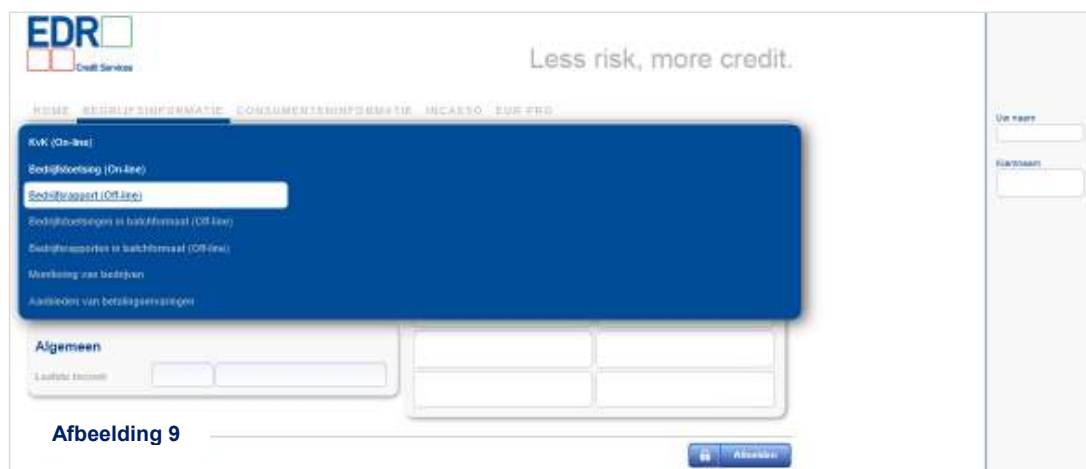 EDR
Credit Services
Less risk, more credit.
HOME BEDRIJFSINFORMATIE CONSUMENTENINFORMATIE INCASSO EDR PRO
KvK (On-line)
Bedrijfstoetsing (On-line)
Bedrijfsrapport (Off-line)
Bedrijfstoetsingen in batchformaat (Off-line)
Bedrijfsrapporten in batchformaat (Off-line)
Monitoring van bedrijven
Aanbieden van betalingservaringen
Uw naam
Klantnaam
Algemeen
Laatste bezoek
Afbeelding 9
Afmelden